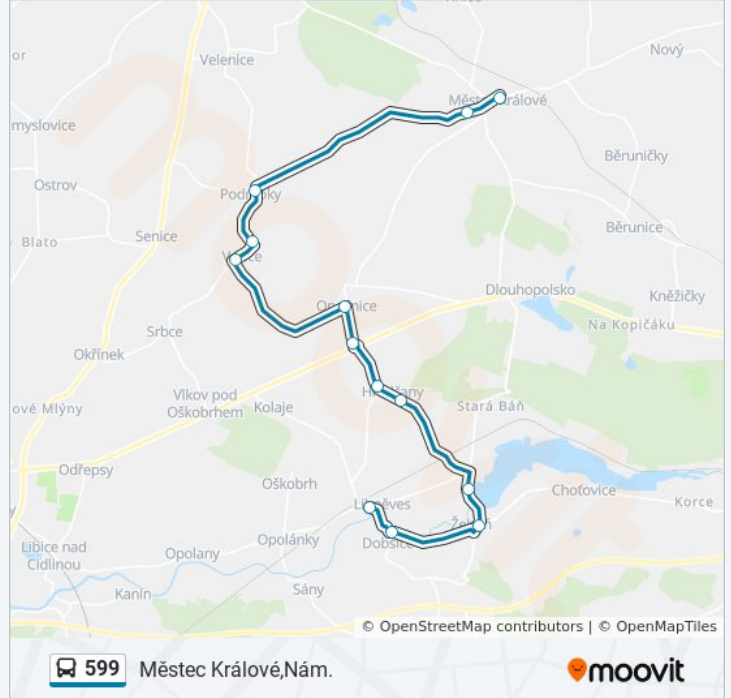 Velenice
Nový
or
myslovice
Běruničky
Ostrov
Běrunice
Blato
Senice
Dlouhopolsko
Kněžičky
Srbce
Na Kopičáku
Okřínek
Vlkov pod
Oškobrhem
Kolaje
ové Mlýny
Stará Báň
Odřepsy
Oškobrh
Choťovice
Korce
Opolánky
Dobšice
Libice nad
Cidlinou
Opolany
Sány
Kanín
© OpenStreetMap contributors | © OpenMapTiles
599 Městec Králové,Nám.
moovit